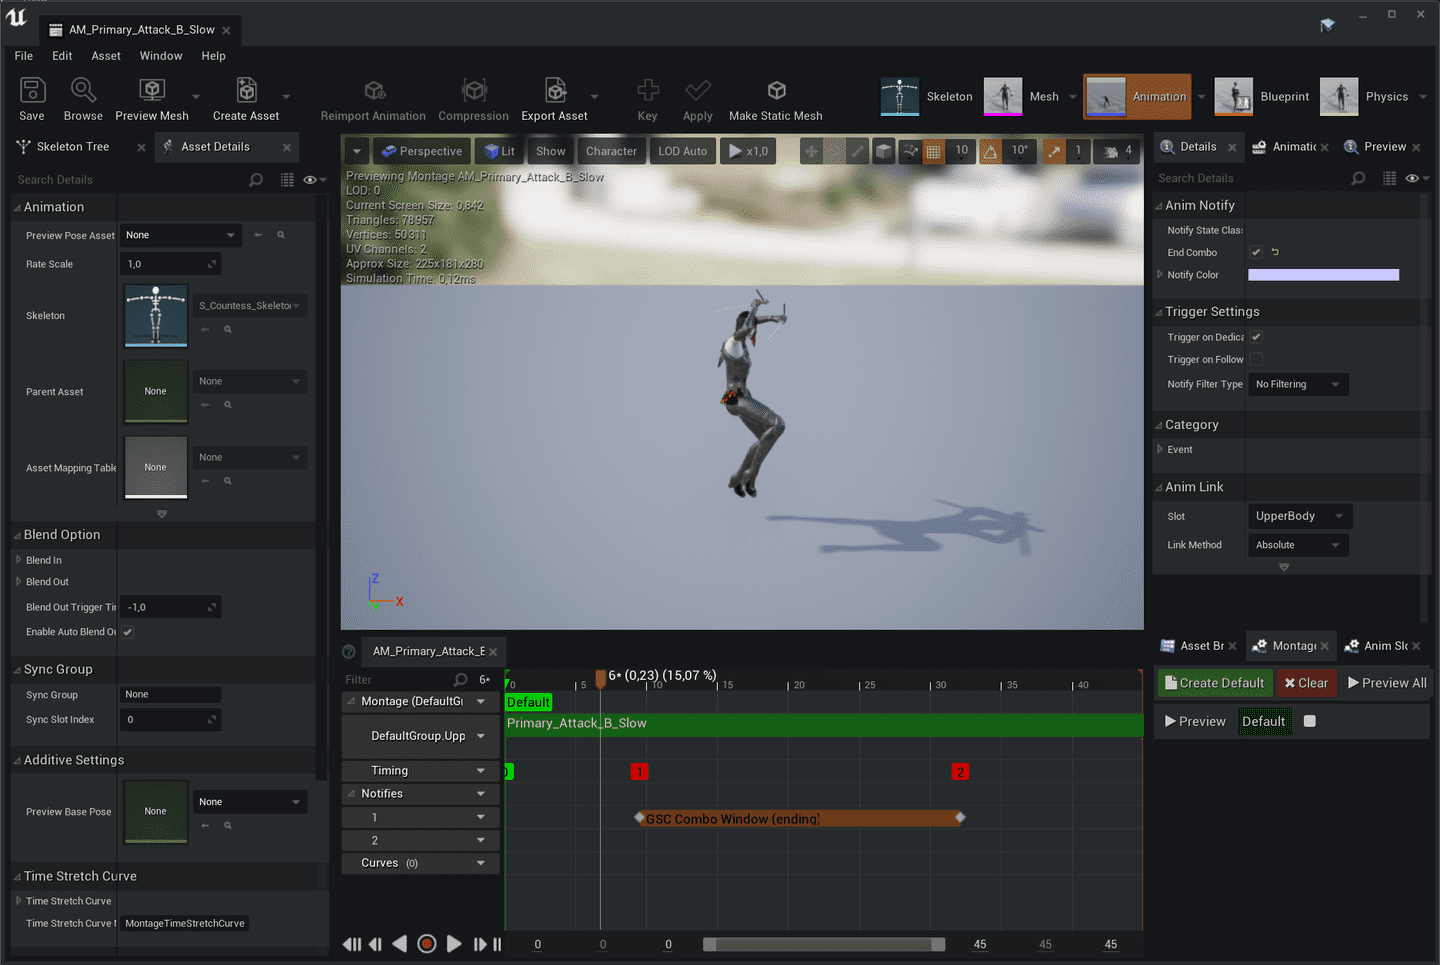 AM_Primary_Attack_B_Slow
File Edit Asset Window Help
Save Browse Preview Mesh Create Asset Reimport Animation Compression Export Asset Key Apply Make Static Mesh Skeleton Mesh Animation Blueprint Physics
Skeleton Tree Asset Details
Search Details
Animation
Preview Pose Asset None
Rate Scale 1,0
Skeleton S_Countess_Skeleto
Parent Asset None None
Asset Mapping Table None None
Blend Option
Blend In
Blend Out
Blend Out Trigger Ti -1,0
Enable Auto Blend Ou
Sync Group
Sync Group None
Sync Slot Index 0
Additive Settings
Preview Base Pose None None
Time Stretch Curve
Time Stretch Curve
Time Stretch Curve MontageTimeStretchCurve
Perspective Lit Show Character LOD Auto x1,0 10 10° 1 4
Previewing Montage AM_Primary_Attack_B_Slow
LOD: 0
Current Screen Size: 0,842
Triangles: 78 957
Vertices: 50 311
UV Channels: 2
Approx Size: 225x181x280
Simulation Time: 0,12ms
Z
X
AM_Primary_Attack_E
Filter 6*
6* (0,23) (15,07 %)
0 5 10 15 20 25 30 35 40
Montage (DefaultGr Default
Primary_Attack_B_Slow
DefaultGroup.Upp
Timing 1 2
Notifies
1 GSC Combo Window (ending)
2
Curves (0)
0 0 0 45 45 45
Details Animatic Preview
Search Details
Anim Notify
Notify State Clas
End Combo
Notify Color
Trigger Settings
Trigger on Dedica
Trigger on Follow
Notify Filter Type No Filtering
Category
Event
Anim Link
Slot UpperBody
Link Method Absolute
Asset Br Montag Anim Slo
Create Default Clear Preview All
Preview Default